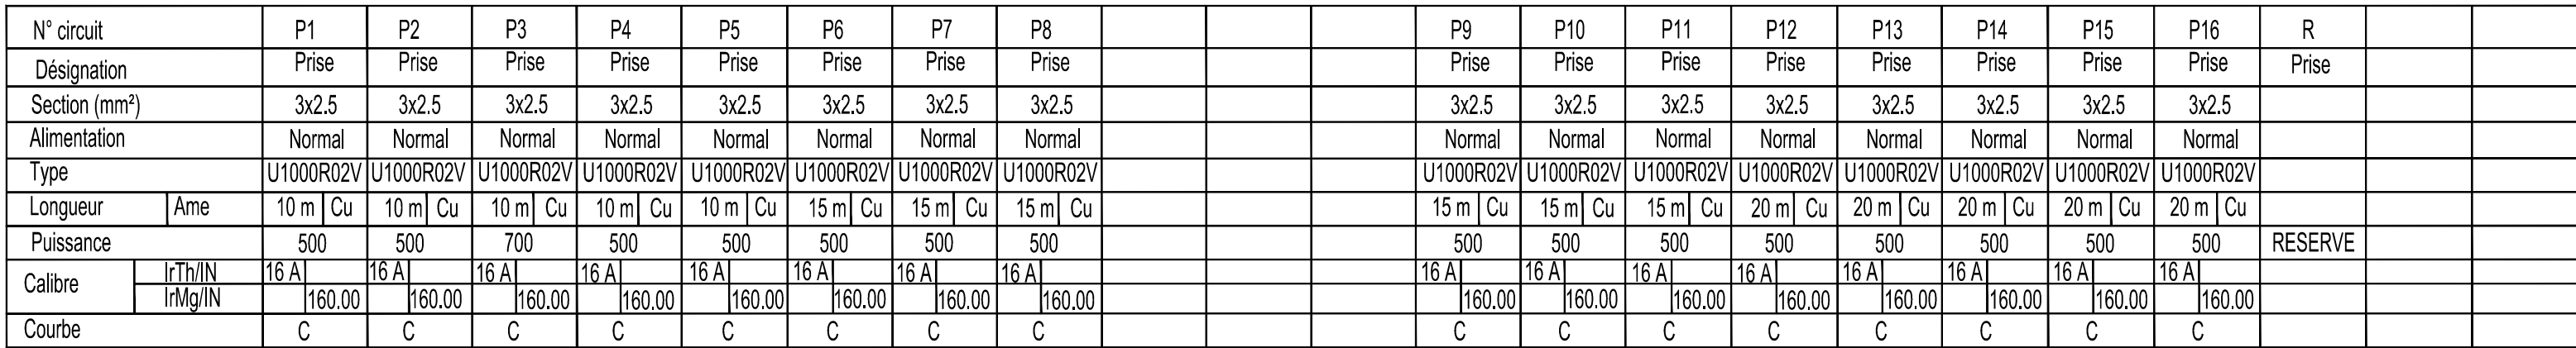 N° circuit P1 P2 P3 P4 P5 P6 P7 P8 P9 P10 P11 P12 P13 P14 P15 P16 R
Désignation Prise Prise Prise Prise Prise Prise Prise Prise Prise Prise Prise Prise Prise Prise Prise Prise Prise
Section (mm²) 3x2.5 3x2.5 3x2.5 3x2.5 3x2.5 3x2.5 3x2.5 3x2.5 3x2.5 3x2.5 3x2.5 3x2.5 3x2.5 3x2.5 3x2.5 3x2.5
Alimentation Normal Normal Normal Normal Normal Normal Normal Normal Normal Normal Normal Normal Normal Normal Normal Normal
Type U1000R02V U1000R02V U1000R02V U1000R02V U1000R02V U1000R02V U1000R02V U1000R02V U1000R02V U1000R02V U1000R02V U1000R02V U1000R02V U1000R02V U1000R02V U1000R02V
Longueur Ame 10 m Cu 10 m Cu 10 m Cu 10 m Cu 10 m Cu 15 m Cu 15 m Cu 15 m Cu 15 m Cu 15 m Cu 15 m Cu 20 m Cu 20 m Cu 20 m Cu 20 m Cu 20 m Cu
Puissance 500 500 700 500 500 500 500 500 500 500 500 500 500 500 500 500 RESERVE
Calibre IrTh/IN 16 A 16 A 16 A 16 A 16 A 16 A 16 A 16 A 16 A 16 A 16 A 16 A 16 A 16 A 16 A 16 A
IrMg/IN 160.00 160.00 160.00 160.00 160.00 160.00 160.00 160.00 160.00 160.00 160.00 160.00 160.00 160.00 160.00 160.00
Courbe C C C C C C C C C C C C C C C C